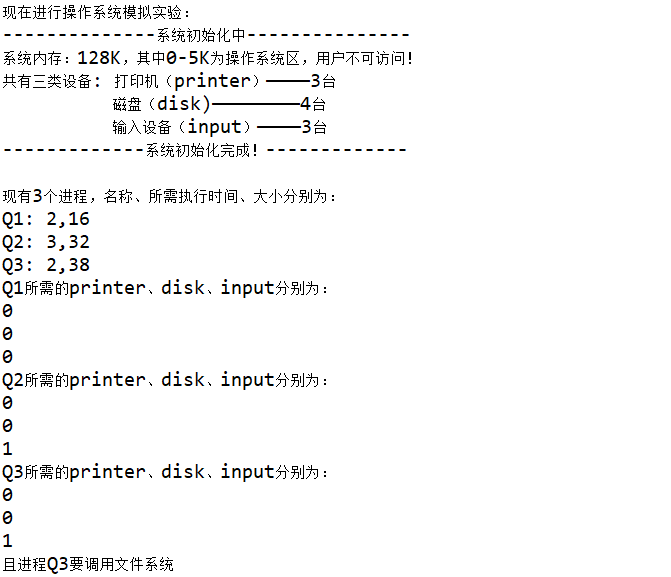 现在进行操作系统模拟实验：
--------------系统初始化中---------------
系统内存：128K，其中0-5K为操作系统区，用户不可访问!
共有三类设备： 打印机（printer）————3台
磁盘（disk)————————4台
输入设备（input）————3台
-------------系统初始化完成！-------------
现有3个进程，名称、所需执行时间、大小分别为：
Q1: 2,16
Q2: 3,32
Q3: 2,38
Q1所需的printer、disk、input分别为：
0
0
0
Q2所需的printer、disk、input分别为：
0
0
1
Q3所需的printer、disk、input分别为：
0
0
1
且进程Q3要调用文件系统